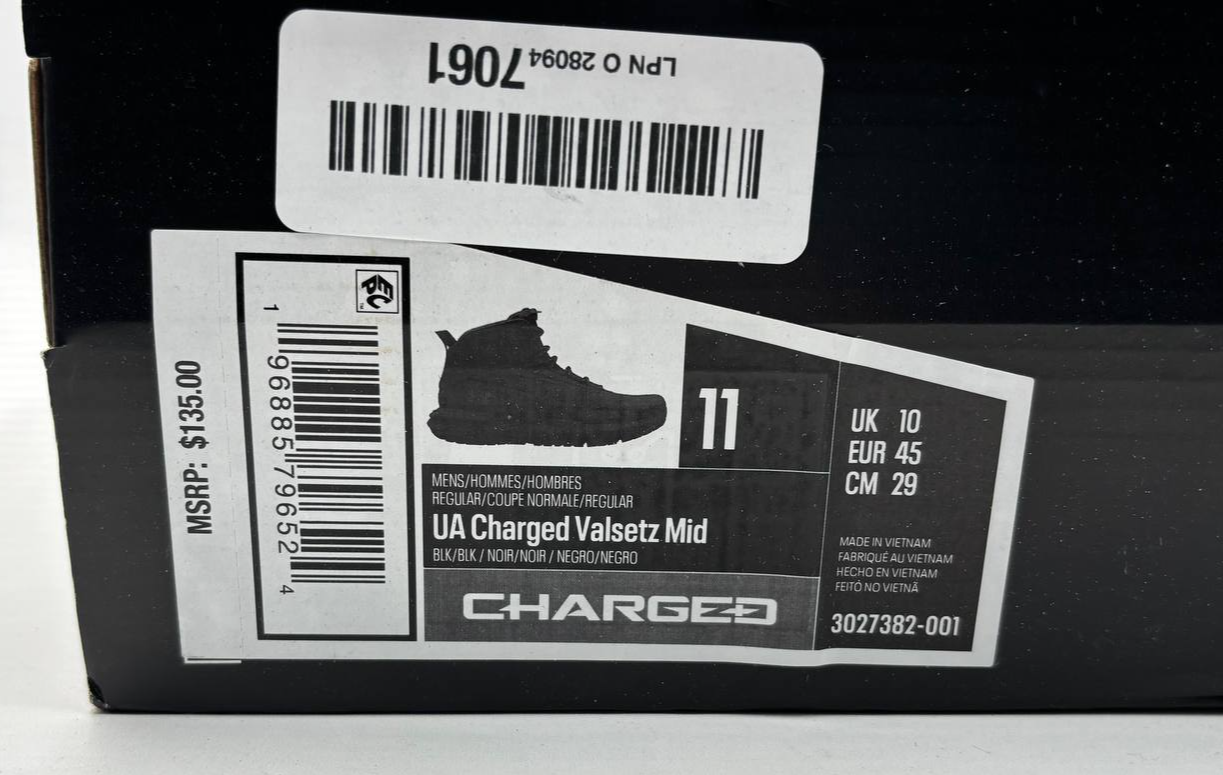 LPN O 280947061
MSRP: $135.00
ECP™
1 96885 79652 4
11
MENS/HOMMES/HOMBRES
REGULAR/COUPE NORMALE/REGULAR
UA Charged Valsetz Mid
BLK/BLK / NOIR/NOIR / NEGRO/NEGRO
CHARGED
UK 10
EUR 45
CM 29
MADE IN VIETNAM
FABRIQUÉ AU VIETNAM
HECHO EN VIETNAM
FEITO NO VIETNÃ
3027382-001